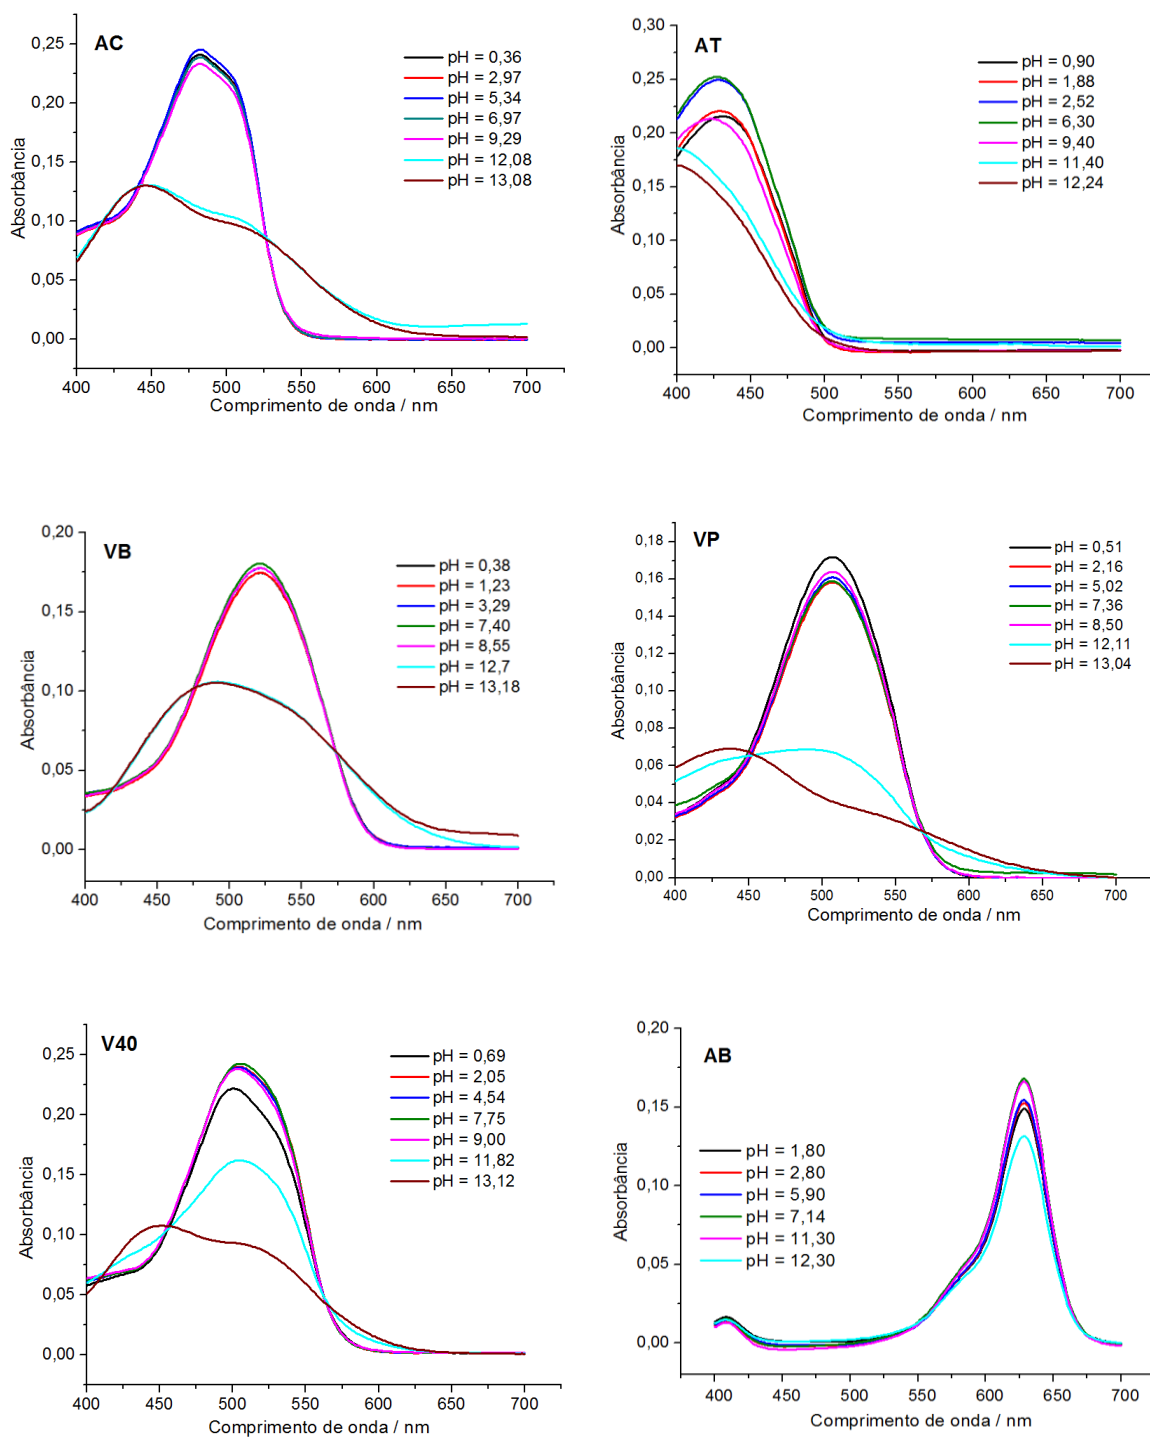 AC
0,25
0,20
0,15
0,10
0,05
0,00
Absorbância
pH = 0,36
pH = 2,97
pH = 5,34
pH = 6,97
pH = 9,29
pH = 12,08
pH = 13,08
400 450 500 550 600 650 700
Comprimento de onda / nm
AT
0,30
0,25
0,20
0,15
0,10
0,05
0,00
Absorbância
pH = 0,90
pH = 1,88
pH = 2,52
pH = 6,30
pH = 9,40
pH = 11,40
pH = 12,24
400 450 500 550 600 650 700
Comprimento de onda / nm
VB
0,20
0,15
0,10
0,05
0,00
Absorbância
pH = 0,38
pH = 1,23
pH = 3,29
pH = 7,40
pH = 8,55
pH = 12,7
pH = 13,18
400 450 500 550 600 650 700
Comprimento de onda / nm
VP
0,18
0,16
0,14
0,12
0,10
0,08
0,06
0,04
0,02
0,00
Absorbância
pH = 0,51
pH = 2,16
pH = 5,02
pH = 7,36
pH = 8,50
pH = 12,11
pH = 13,04
400 450 500 550 600 650 700
Comprimento de onda / nm
V40
0,25
0,20
0,15
0,10
0,05
0,00
Absorbância
pH = 0,69
pH = 2,05
pH = 4,54
pH = 7,75
pH = 9,00
pH = 11,82
pH = 13,12
400 450 500 550 600 650 700
Comprimento de onda / nm
AB
0,20
0,15
0,10
0,05
0,00
Absorbância
pH = 1,80
pH = 2,80
pH = 5,90
pH = 7,14
pH = 11,30
pH = 12,30
400 450 500 550 600 650 700
Comprimento de onda / nm